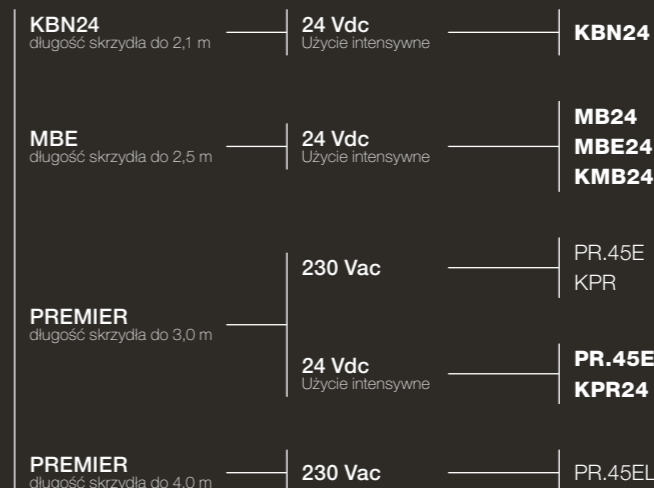 KBN24
długość skrzydła do 2,1 m
24 Vdc
Użycie intensywne
KBN24
MBE
długość skrzydła do 2,5 m
24 Vdc
Użycie intensywne
MB24
MBE24
KMB24
PREMIER
długość skrzydła do 3,0 m
230 Vac
PR.45E
KPR
24 Vdc
Użycie intensywne
PR.45E
KPR24
PREMIER
długość skrzydła do 4,0 m
230 Vac
PR.45EL